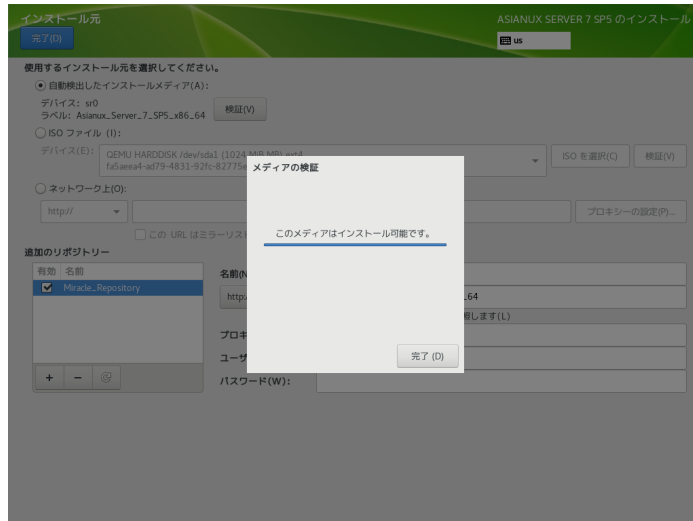 インストール元
ASIANUX SERVER 7 SP5 のインストール
完了(D)
us
使用するインストール元を選択してください。
自動検出したインストールメディア(A):
デバイス: sr0
ラベル: Asianux_Server_7_SP5_x86_64
検証(V)
ISO ファイル (I):
デバイス(E):
QEMU HARDDISK /dev/sda1 (1024 MiB MB) ext4
fa5aeea4-ad79-4831-92fc-82775e
ISO を選択(C)
検証(V)
メディアの検証
ネットワーク上(O):
http://
プロキシーの設定(P)...
この URL はミラーリスト
このメディアはインストール可能です。
追加のリポジトリー
有効 名前
Miracle_Repository
名前(N
http:
_64
照します(L)
プロキ
ユーザ
パスワード(W):
完了 (D)